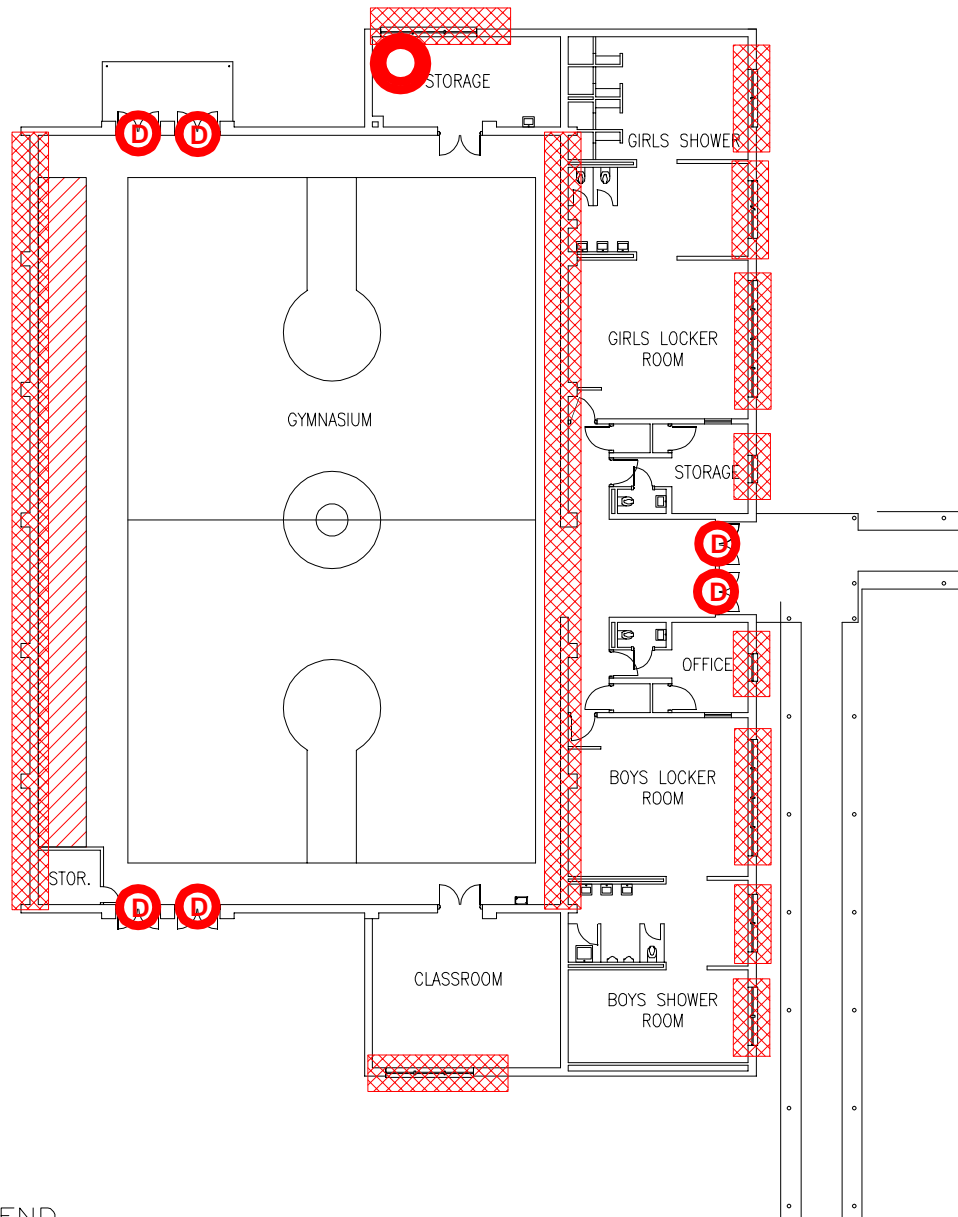 STORAGE
D
D
GIRLS SHOWER
GIRLS LOCKER
ROOM
GYMNASIUM
STORAGE
D
D
OFFICE
BOYS LOCKER
ROOM
STOR.
D
D
CLASSROOM
BOYS SHOWER
ROOM